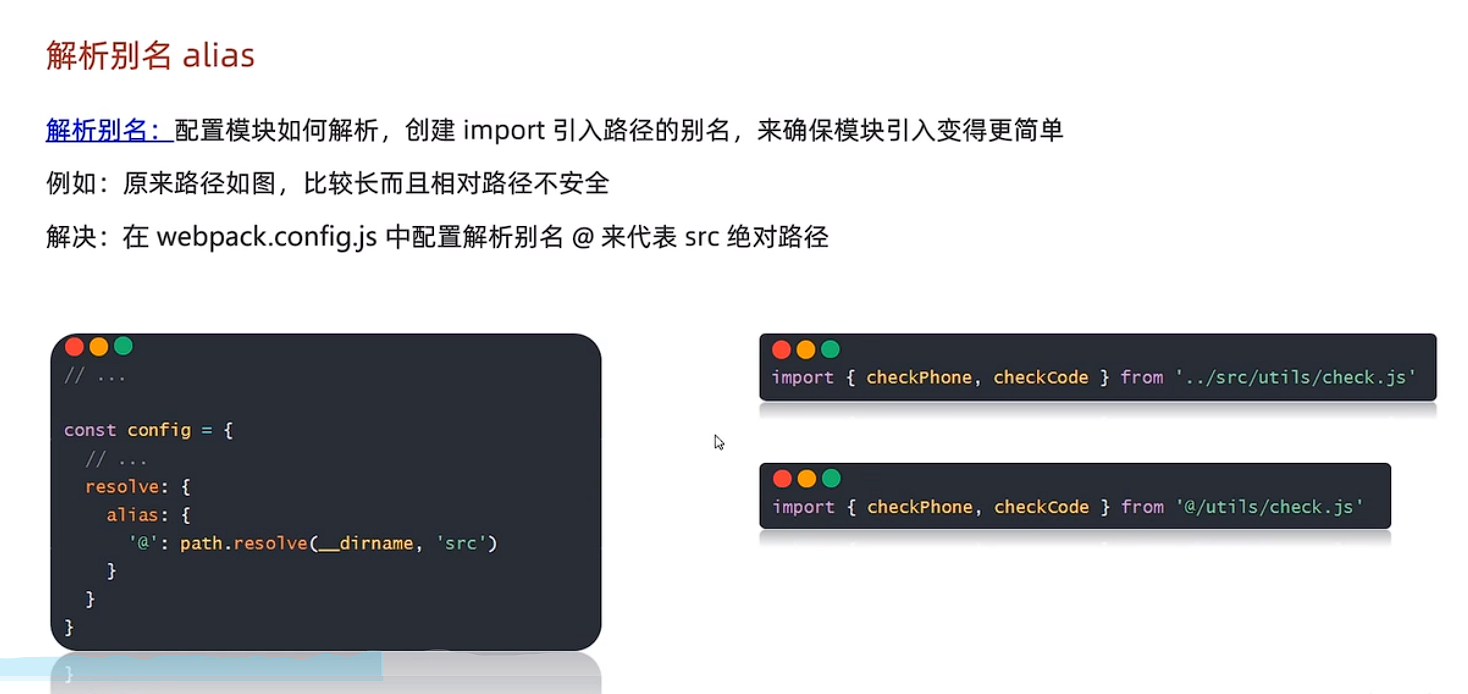 解析别名 alias
解析别名：配置模块如何解析，创建 import 引入路径的别名，来确保模块引入变得更简单
例如：原来路径如图，比较长而且相对路径不安全
解决：在 webpack.config.js 中配置解析别名 @ 来代表 src 绝对路径
// ...
const config = {
// ...
resolve: {
alias: {
'@': path.resolve(__dirname, 'src')
}
}
}
import { checkPhone, checkCode } from '../src/utils/check.js'
import { checkPhone, checkCode } from '@/utils/check.js'